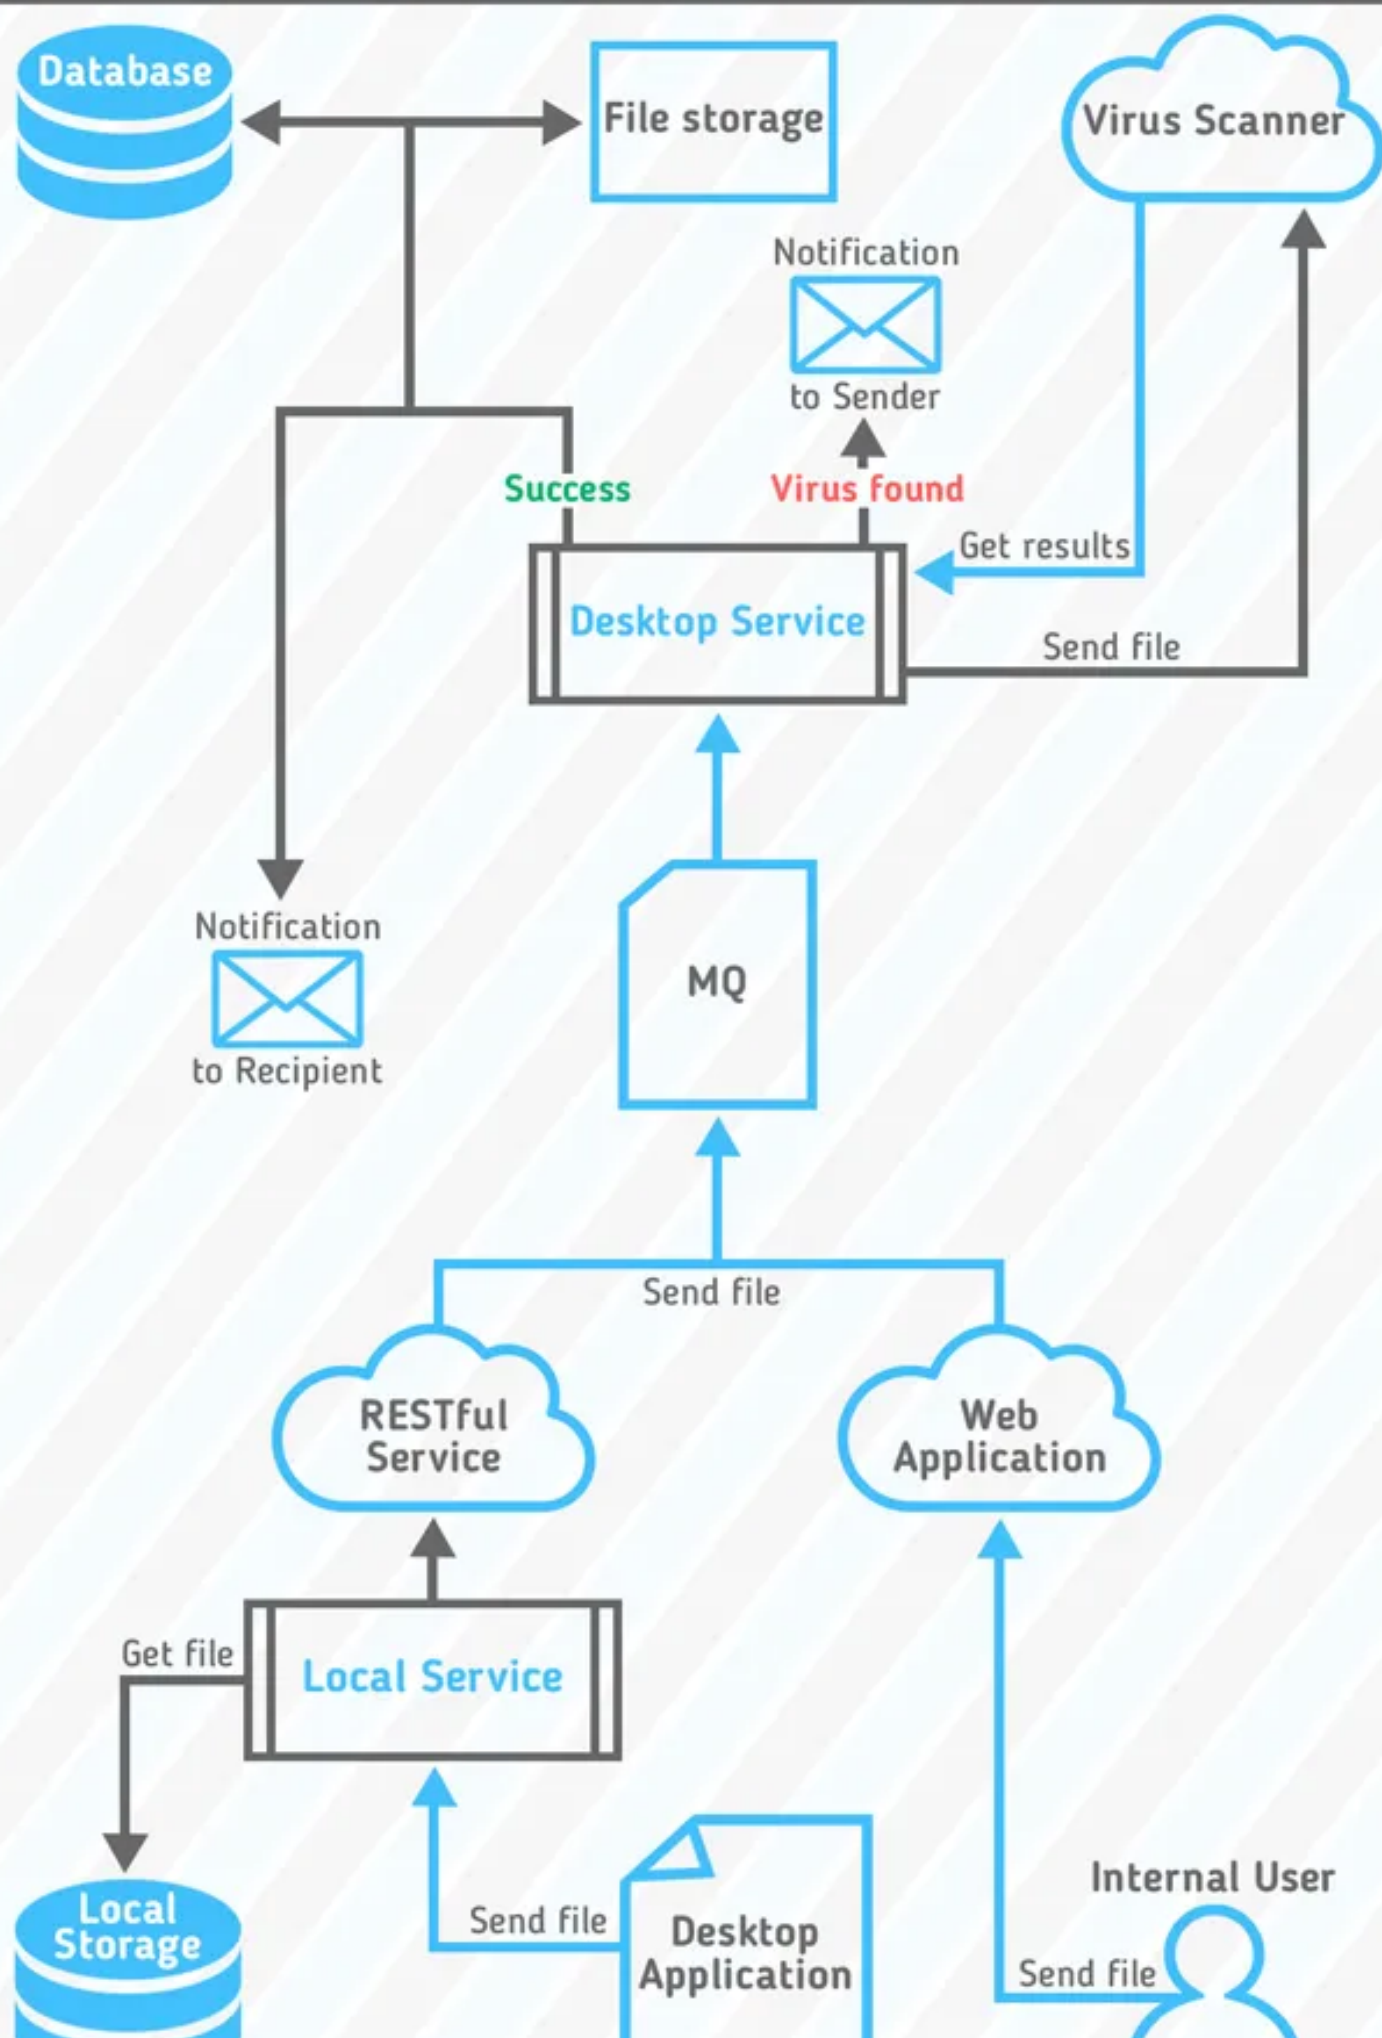 Database
File storage
Virus Scanner
Notification
to Sender
Success
Virus found
Get results
Desktop Service
Send file
Notification
to Recipient
MQ
Send file
RESTful
Service
Web
Application
Get file
Local Service
Internal User
Local
Storage
Send file
Desktop
Application
Send file